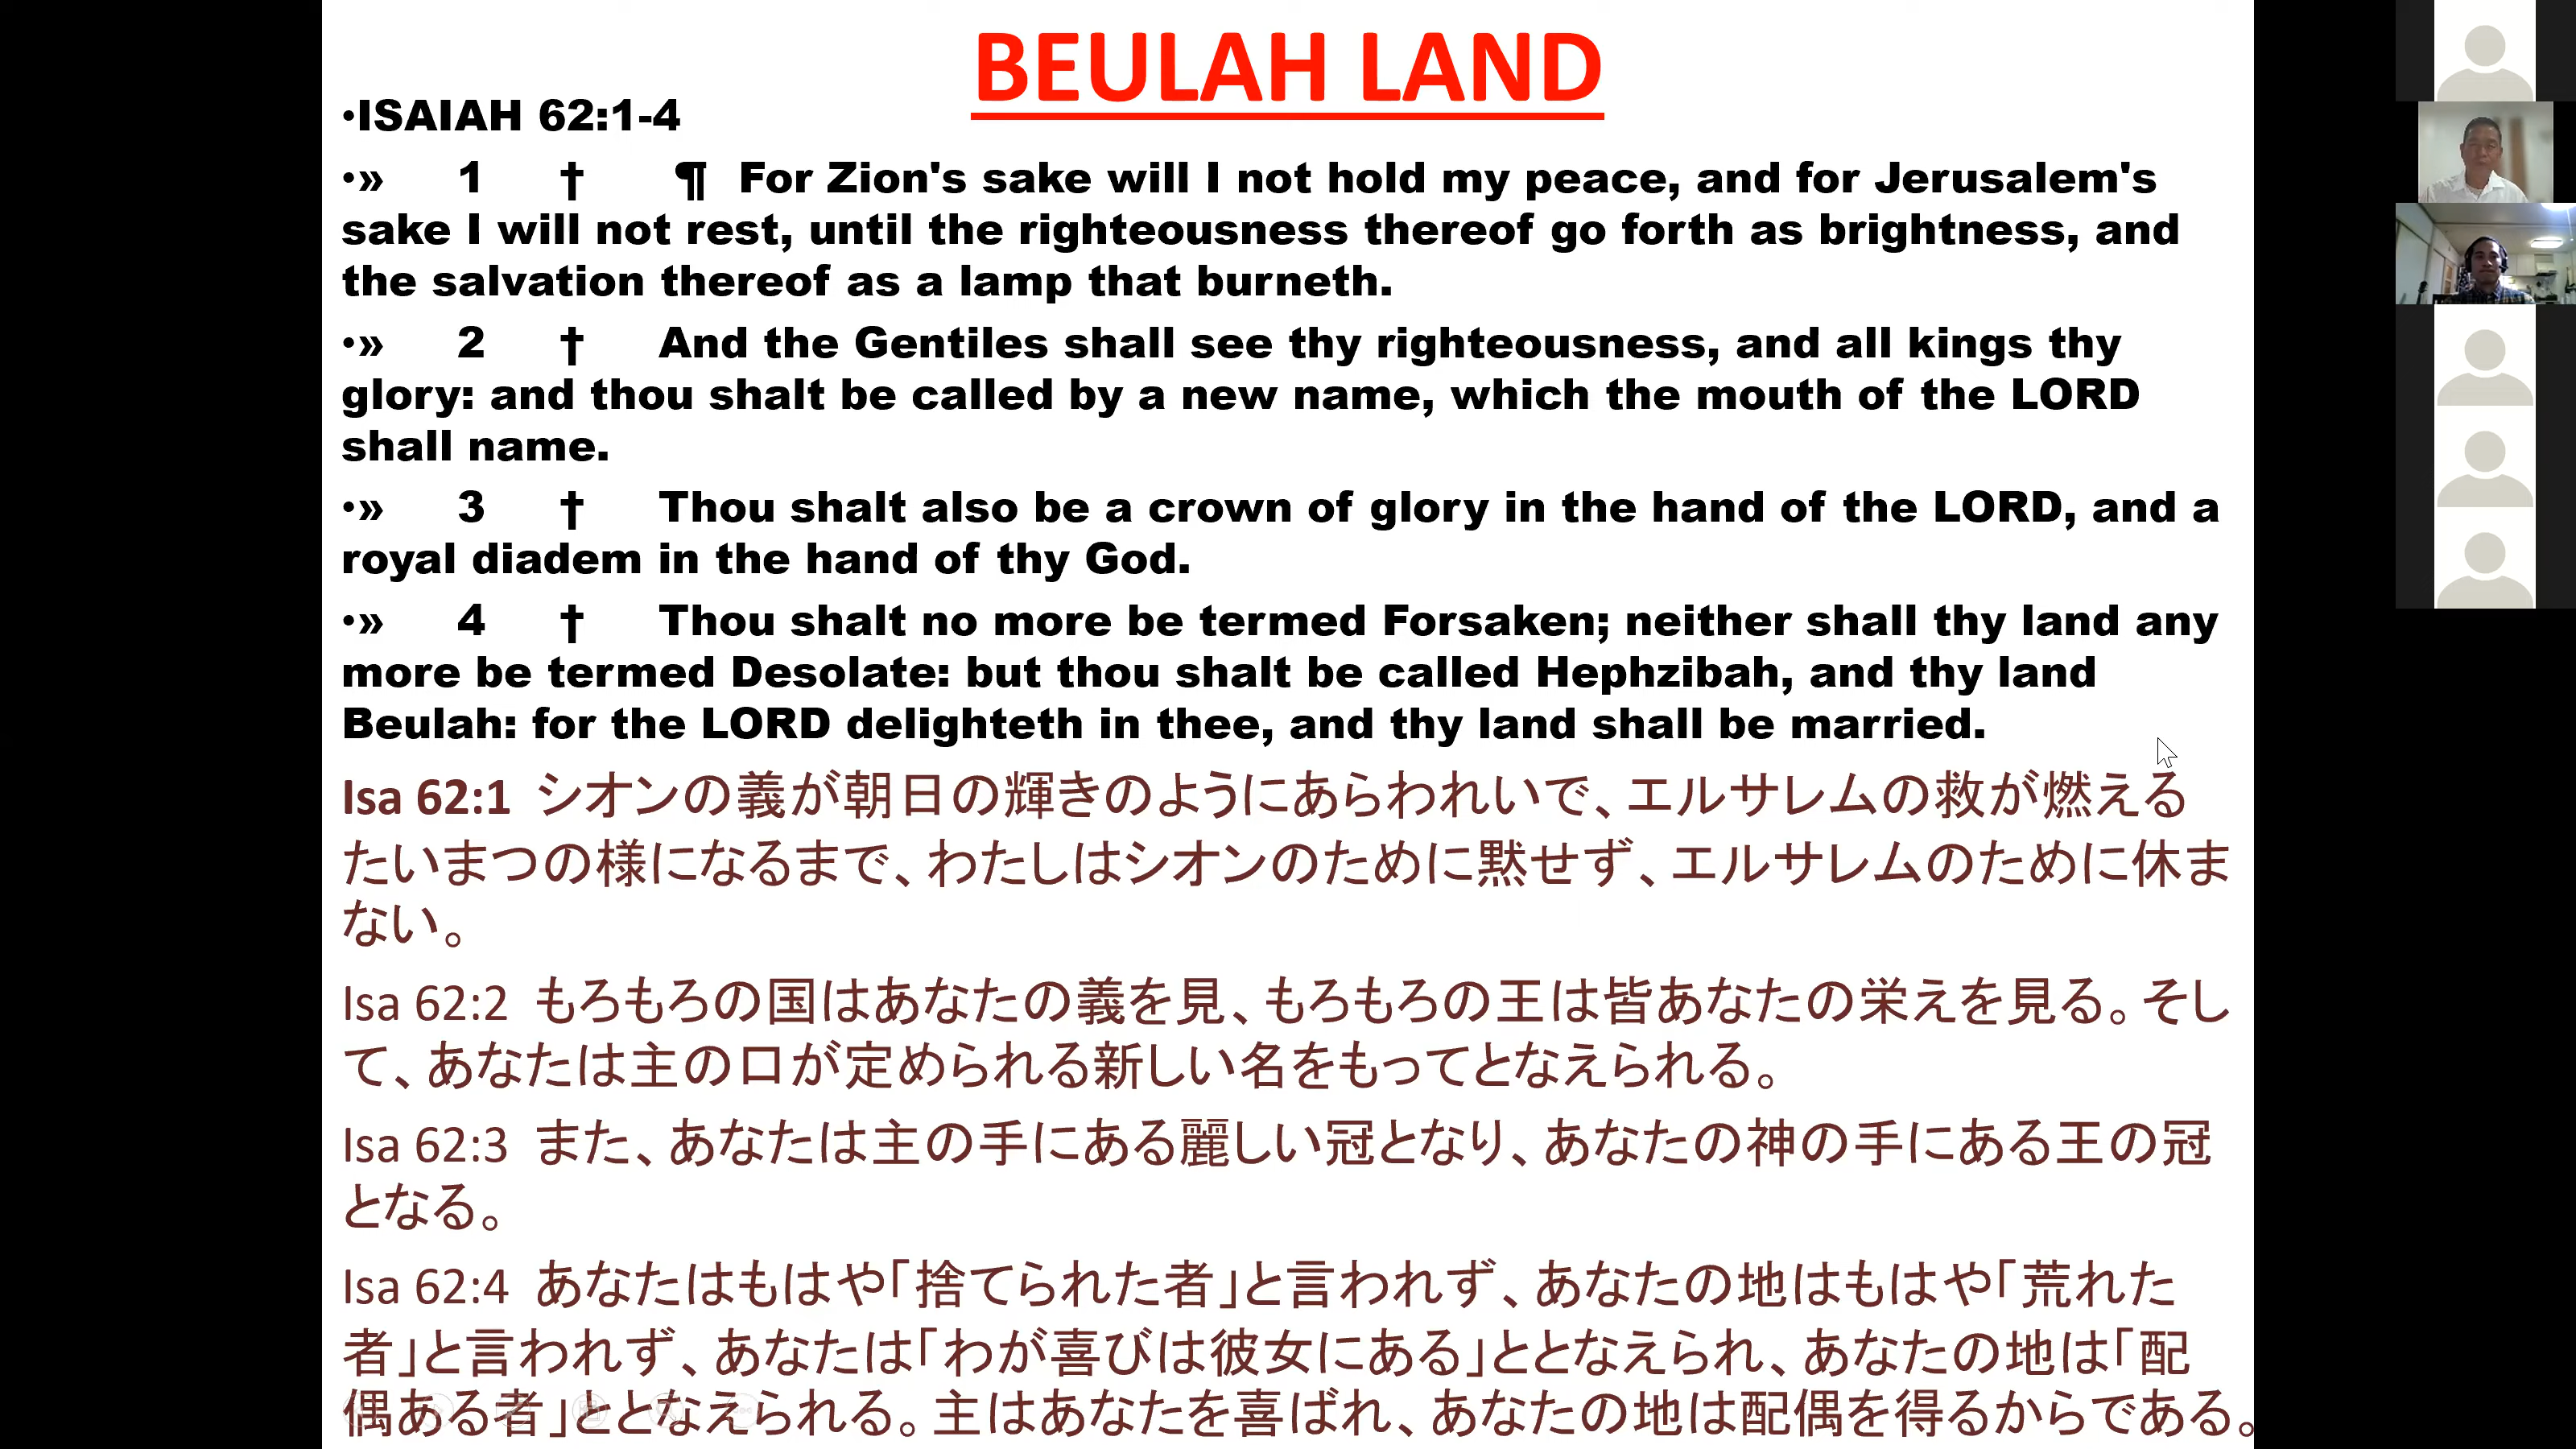 BEULAH LAND
•ISAIAH 62:1-4
•» 1 † ¶ For Zion's sake will I not hold my peace, and for Jerusalem's
sake I will not rest, until the righteousness thereof go forth as brightness, and
the salvation thereof as a lamp that burneth.
•» 2 † And the Gentiles shall see thy righteousness, and all kings thy
glory: and thou shalt be called by a new name, which the mouth of the LORD
shall name.
•» 3 † Thou shalt also be a crown of glory in the hand of the LORD, and a
royal diadem in the hand of thy God.
•» 4 † Thou shalt no more be termed Forsaken; neither shall thy land any
more be termed Desolate: but thou shalt be called Hephzibah, and thy land
Beulah: for the LORD delighteth in thee, and thy land shall be married.
Isa 62:1 シオンの義が朝日の輝きのようにあらわれいで、エルサレムの救が燃える
たいまつの様になるまで、わたしはシオンのために黙せず、エルサレムのために休ま
ない。
Isa 62:2 もろもろの国はあなたの義を見、もろもろの王は皆あなたの栄えを見る。そし
て、あなたは主の口が定められる新しい名をもってとなえられる。
Isa 62:3 また、あなたは主の手にある麗しい冠となり、あなたの神の手にある王の冠
となる。
Isa 62:4 あなたはもはや「捨てられた者」と言われず、あなたの地はもはや「荒れた
者」と言われず、あなたは「わが喜びは彼女にある」ととなえられ、あなたの地は「配
偶ある者」ととなえられる。主はあなたを喜ばれ、あなたの地は配偶を得るからである。